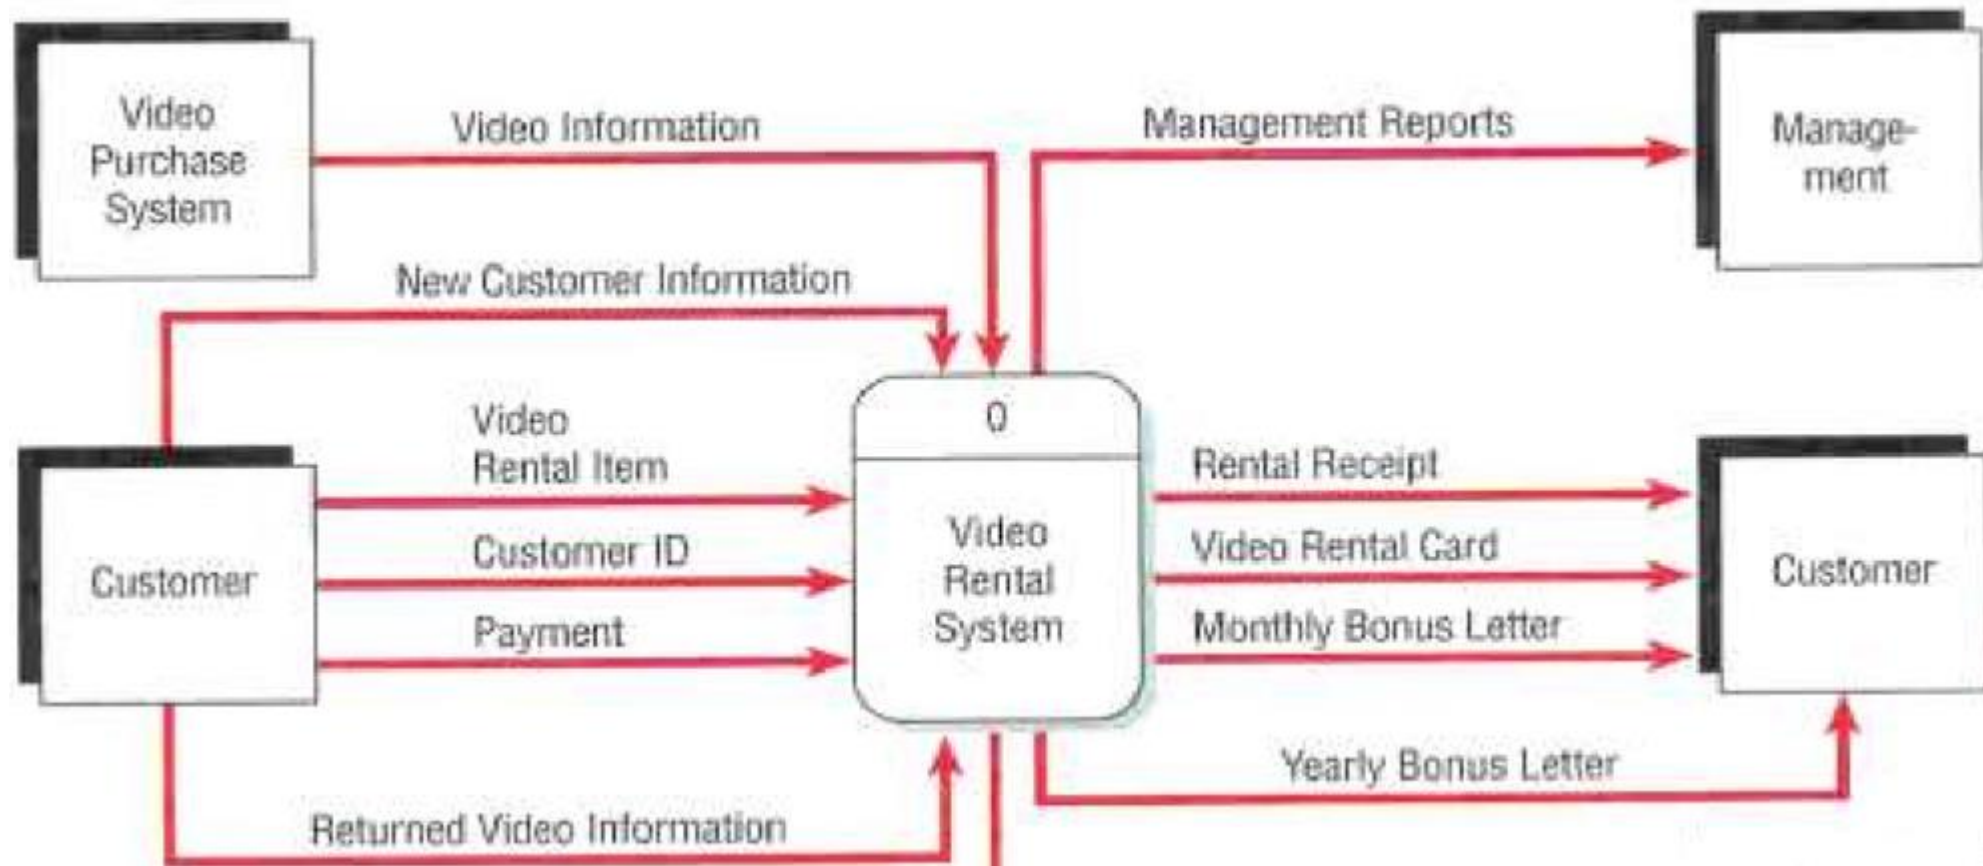 Video
Purchase
System
Video Information
Management Reports
Manage-
ment
New Customer Information
Video
Rental Item
0
Rental Receipt
Customer
Customer ID
Video
Rental
System
Video Rental Card
Customer
Payment
Monthly Bonus Letter
Yearly Bonus Letter
Returned Video Information